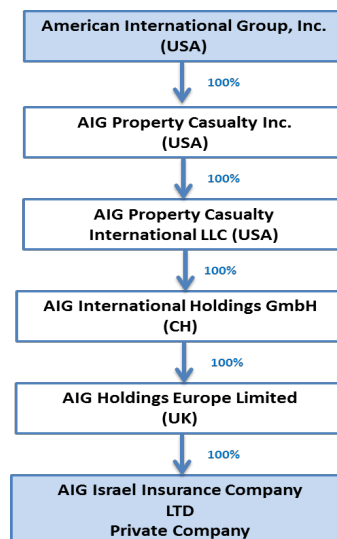 American International Group, Inc.
(USA)
100%
AIG Property Casualty Inc.
(USA)
100%
AIG Property Casualty
International LLC (USA)
100%
AIG International Holdings GmbH
(CH)
100%
AIG Holdings Europe Limited
(UK)
100%
AIG Israel Insurance Company
LTD
Private Company